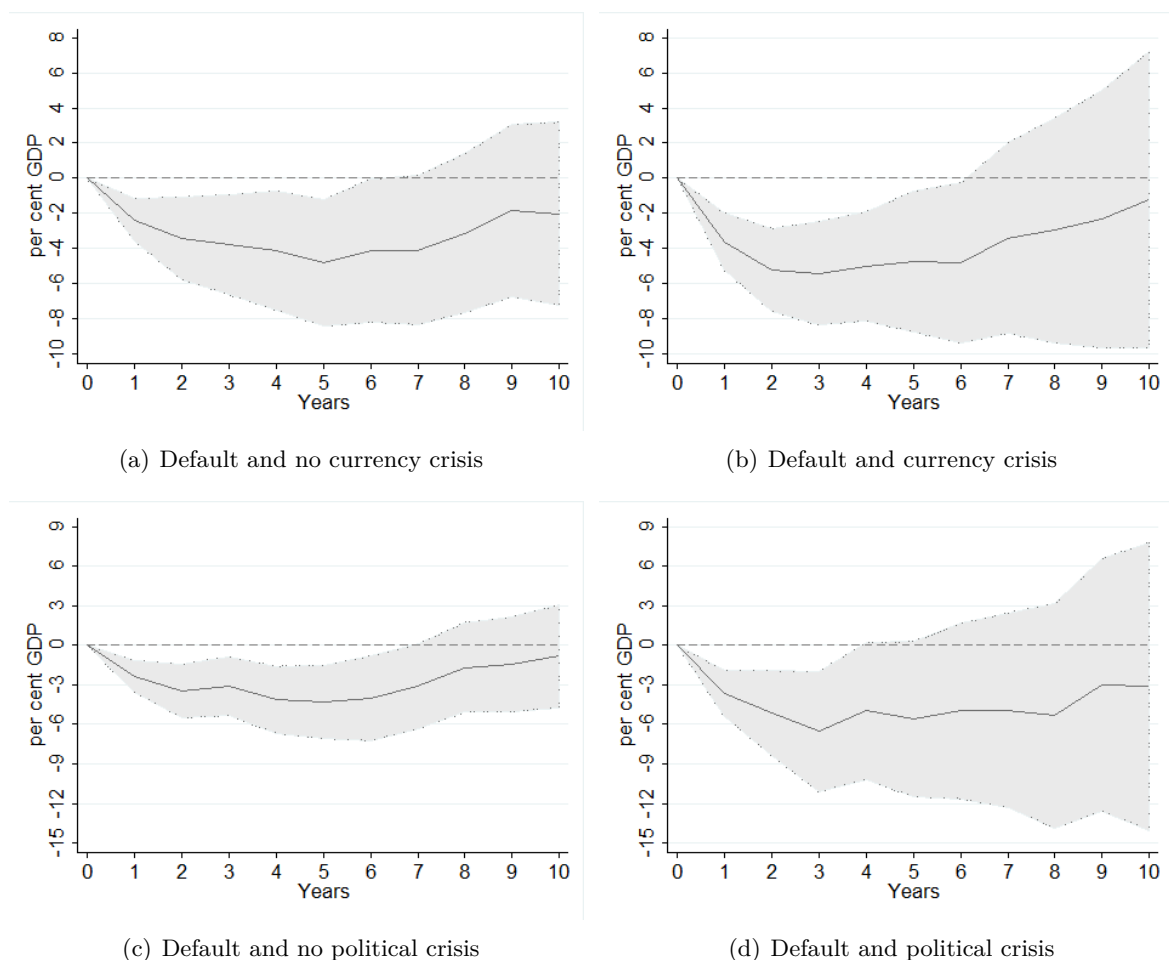 8
6
4
2
0
-2
-4
-6
-8
-10
per cent GDP
0 1 2 3 4 5 6 7 8 9 10
Years
(a) Default and no currency crisis
8
6
4
2
0
-2
-4
-6
-8
-10
per cent GDP
0 1 2 3 4 5 6 7 8 9 10
Years
(b) Default and currency crisis
9
6
3
0
-3
-6
-9
-12
-15
per cent GDP
0 1 2 3 4 5 6 7 8 9 10
Years
(c) Default and no political crisis
9
6
3
0
-3
-6
-9
-12
-15
per cent GDP
0 1 2 3 4 5 6 7 8 9 10
Years
(d) Default and political crisis